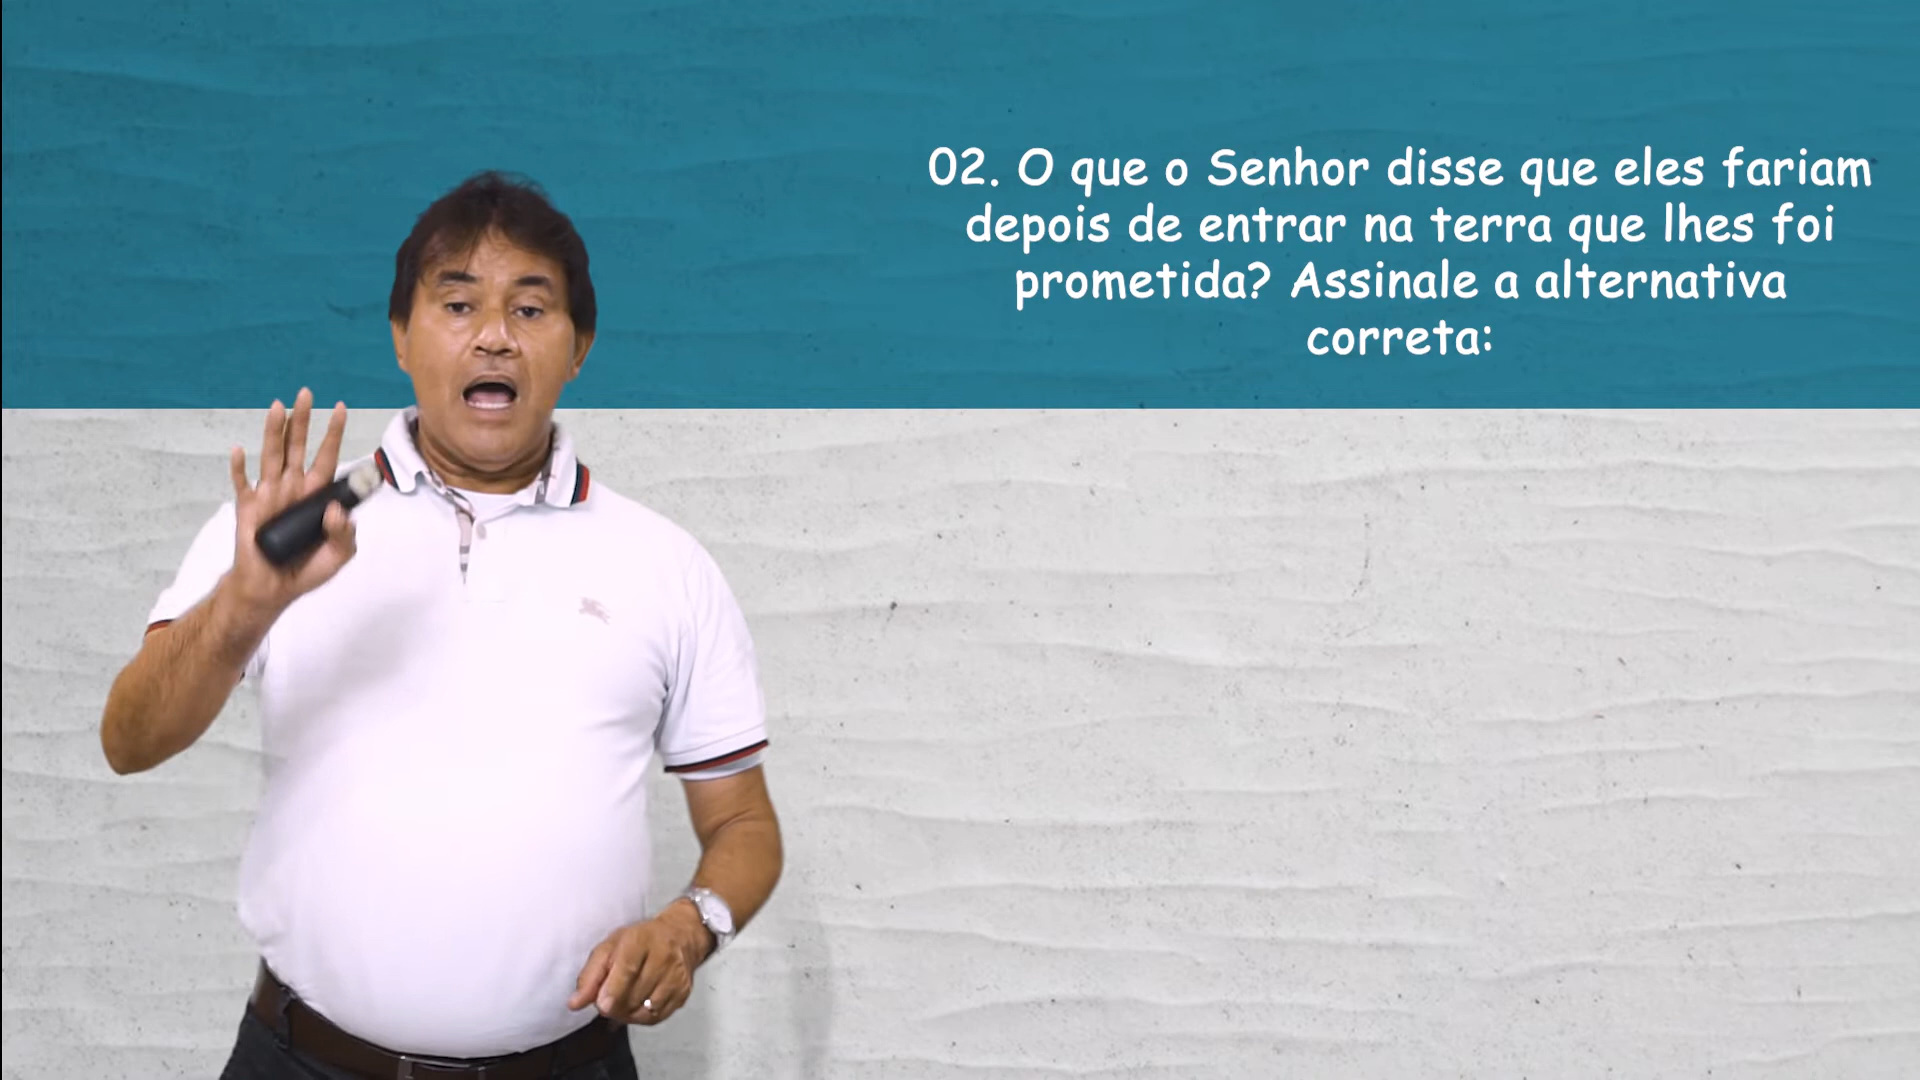 02. O que o Senhor disse que eles fariam
depois de entrar na terra que lhes foi
prometida? Assinale a alternativa
correta: